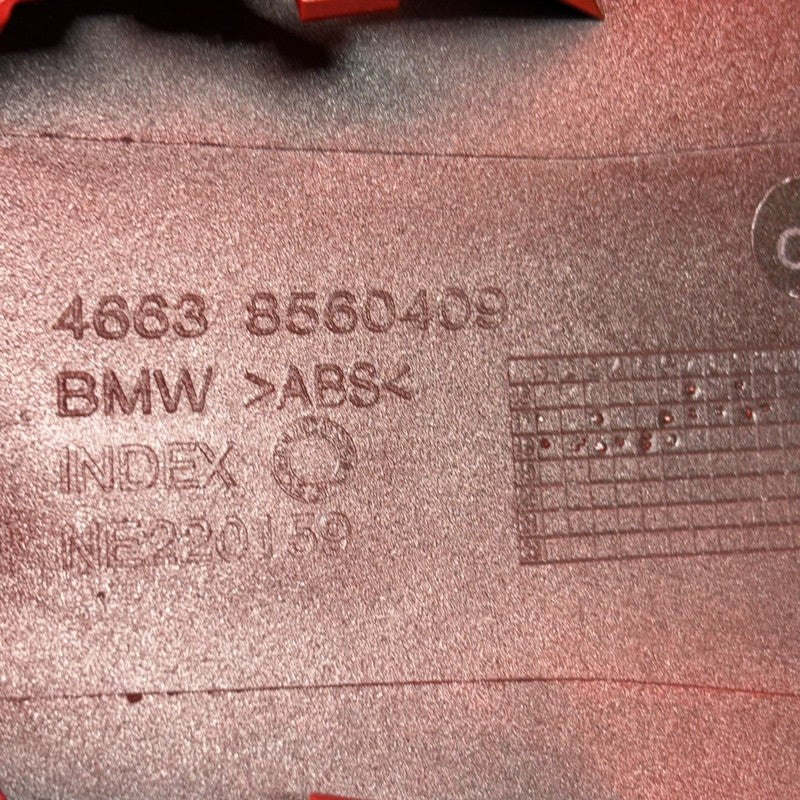 4663 8560409
BMW >ABS<
INDEX
NE220159